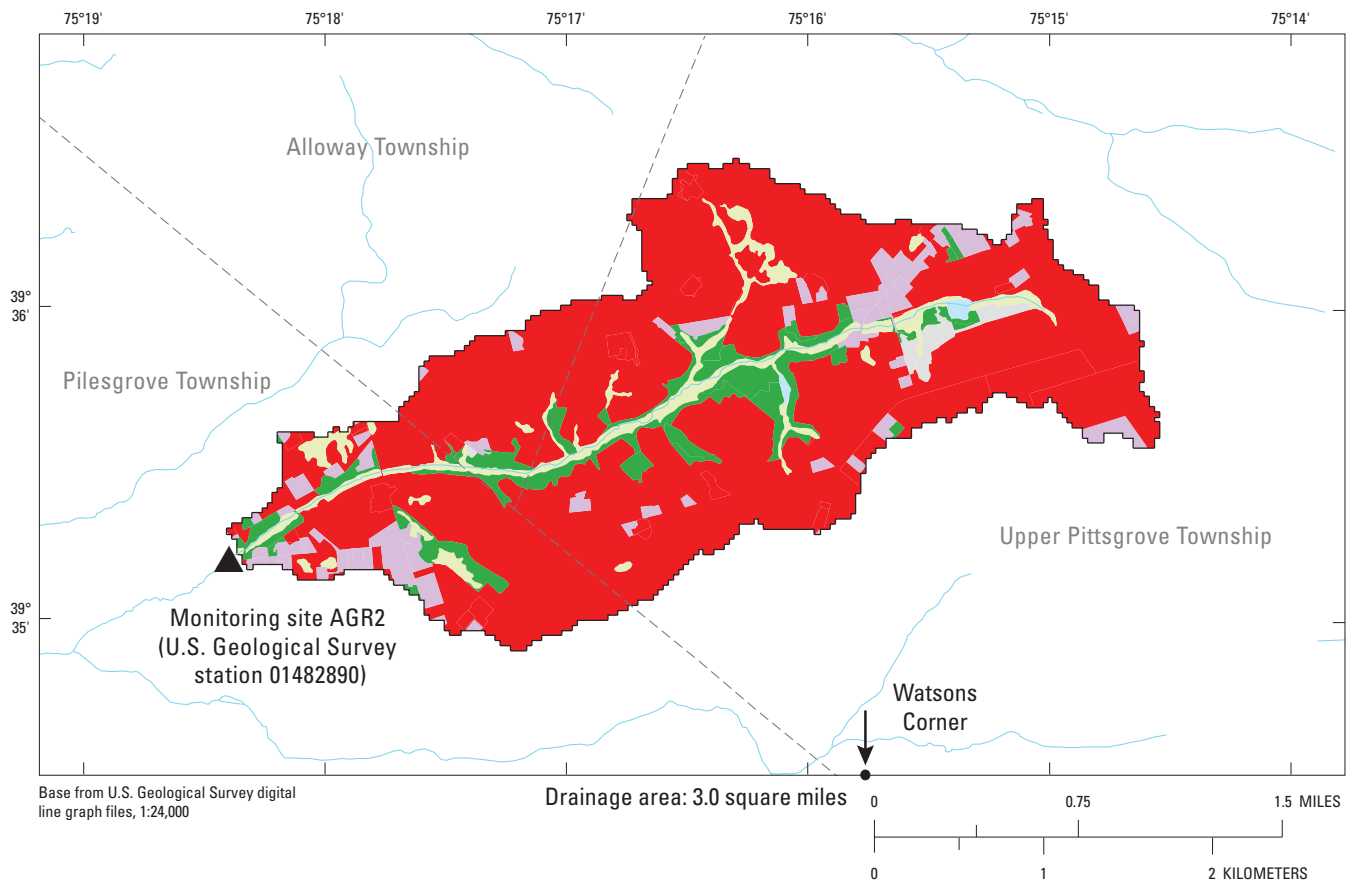 75°19'
75°18'
75°17'
75°16'
75°15'
75°14'
Alloway Township
39°
36'
Pilesgrove Township
Upper Pittsgrove Township
39°
35'
Monitoring site AGR2
(U.S. Geological Survey
station 01482890)
Watsons
Corner
Base from U.S. Geological Survey digital
line graph files, 1:24,000
Drainage area: 3.0 square miles
0
0.75
1.5 MILES
0
1
2 KILOMETERS